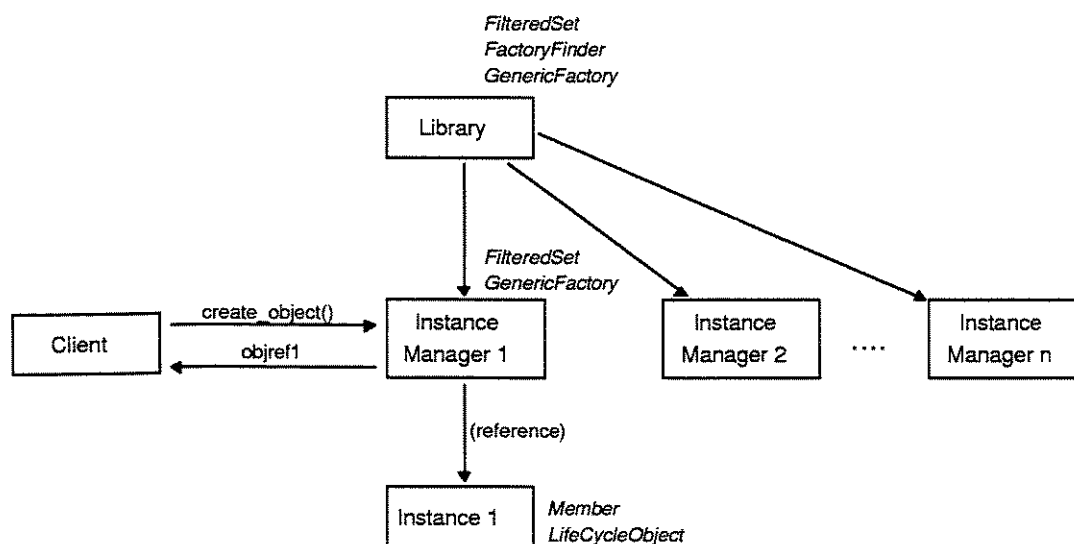 FilteredSet
FactoryFinder
GenericFactory
Library
FilteredSet
GenericFactory
create_object()
Client
objref1
Instance
Manager 1
Instance
Manager 2
....
Instance
Manager n
(reference)
Instance 1
Member
LifeCycleObject